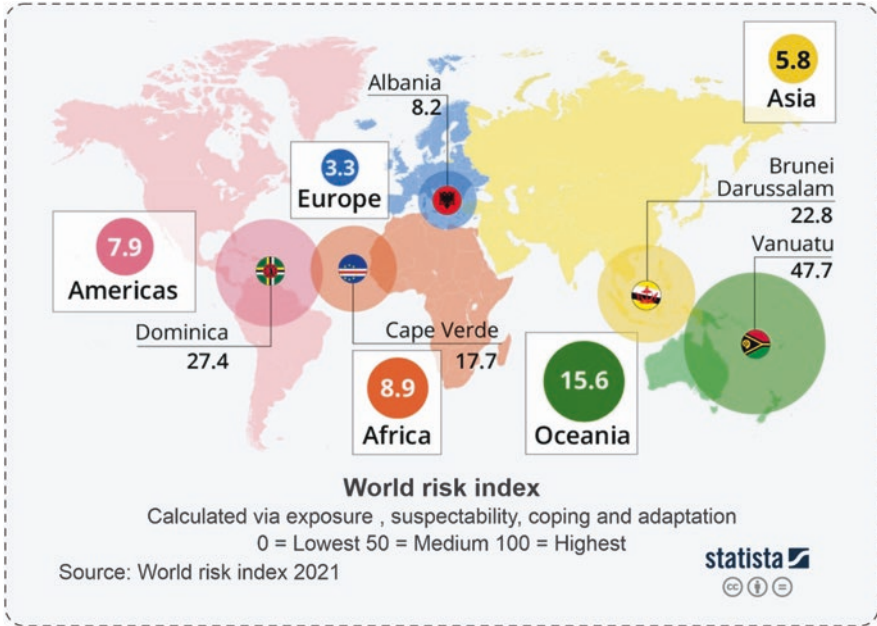 5.8
Asia
Albania
8.2
3.3
Europe
Brunei
Darussalam
22.8
7.9
Americas
Vanuatu
47.7
Dominica
27.4
Cape Verde
17.7
8.9
Africa
15.6
Oceania
World risk index
Calculated via exposure , suspectability, coping and adaptation
0 = Lowest 50 = Medium 100 = Highest
statista
Source: World risk index 2021
cc